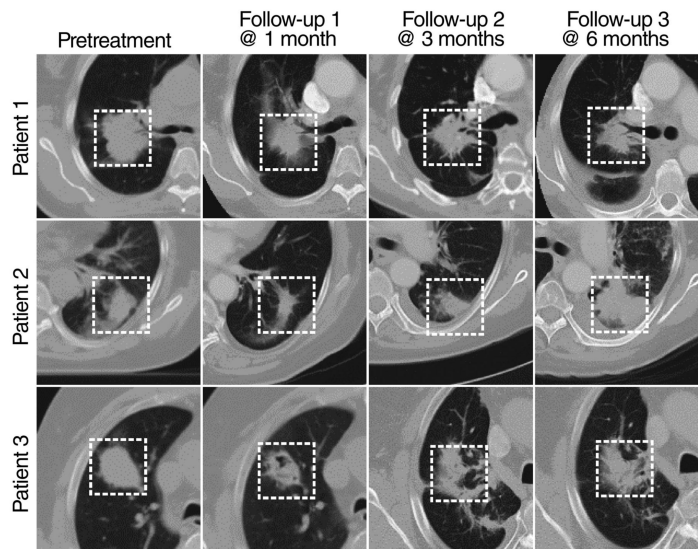 Pretreatment
Follow-up 1
@ 1 month
Follow-up 2
@ 3 months
Follow-up 3
@ 6 months
Patient 1
Patient 2
Patient 3